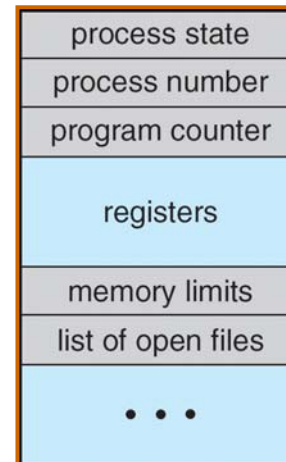 process state
process number
program counter
registers
memory limits
list of open files
• • •